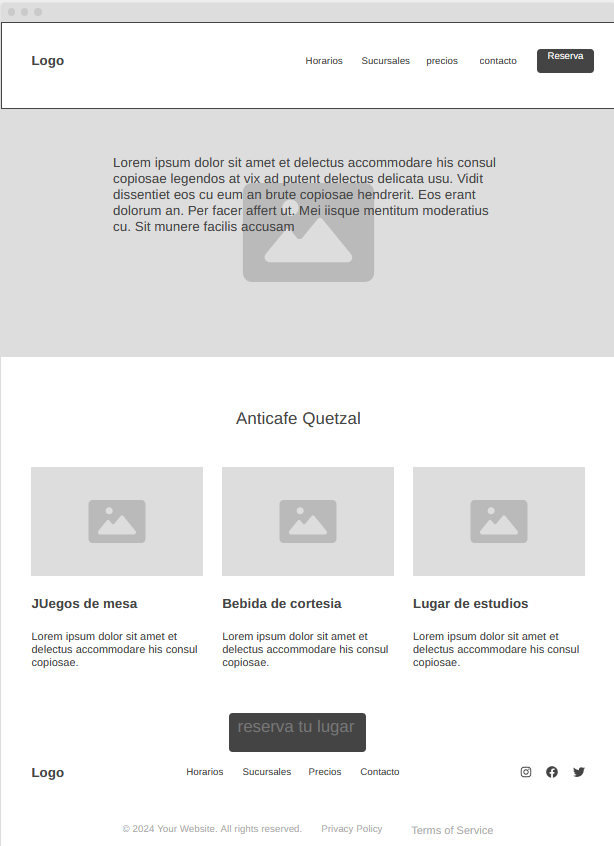 Logo
Horarios
Sucursales
precios
contacto
Reserva
Lorem ipsum dolor sit amet et delectus accommodare his consul
copiosae legendos at vix ad putent delectus delicata usu. Vidit
dissentiet eos cu eum an brute copiosae hendrerit. Eos erant
dolorum an. Per facer affert ut. Mei iisque mentitum moderatius
cu. Sit munere facilis accusam
Anticafe Quetzal
JUegos de mesa
Lorem ipsum dolor sit amet et
delectus accommodare his consul
copiosae.
Bebida de cortesia
Lorem ipsum dolor sit amet et
delectus accommodare his consul
copiosae.
Lugar de estudios
Lorem ipsum dolor sit amet et
delectus accommodare his consul
copiosae.
reserva tu lugar
Logo
Horarios
Sucursales
Precios
Contacto
© 2024 Your Website. All rights reserved.
Privacy Policy
Terms of Service